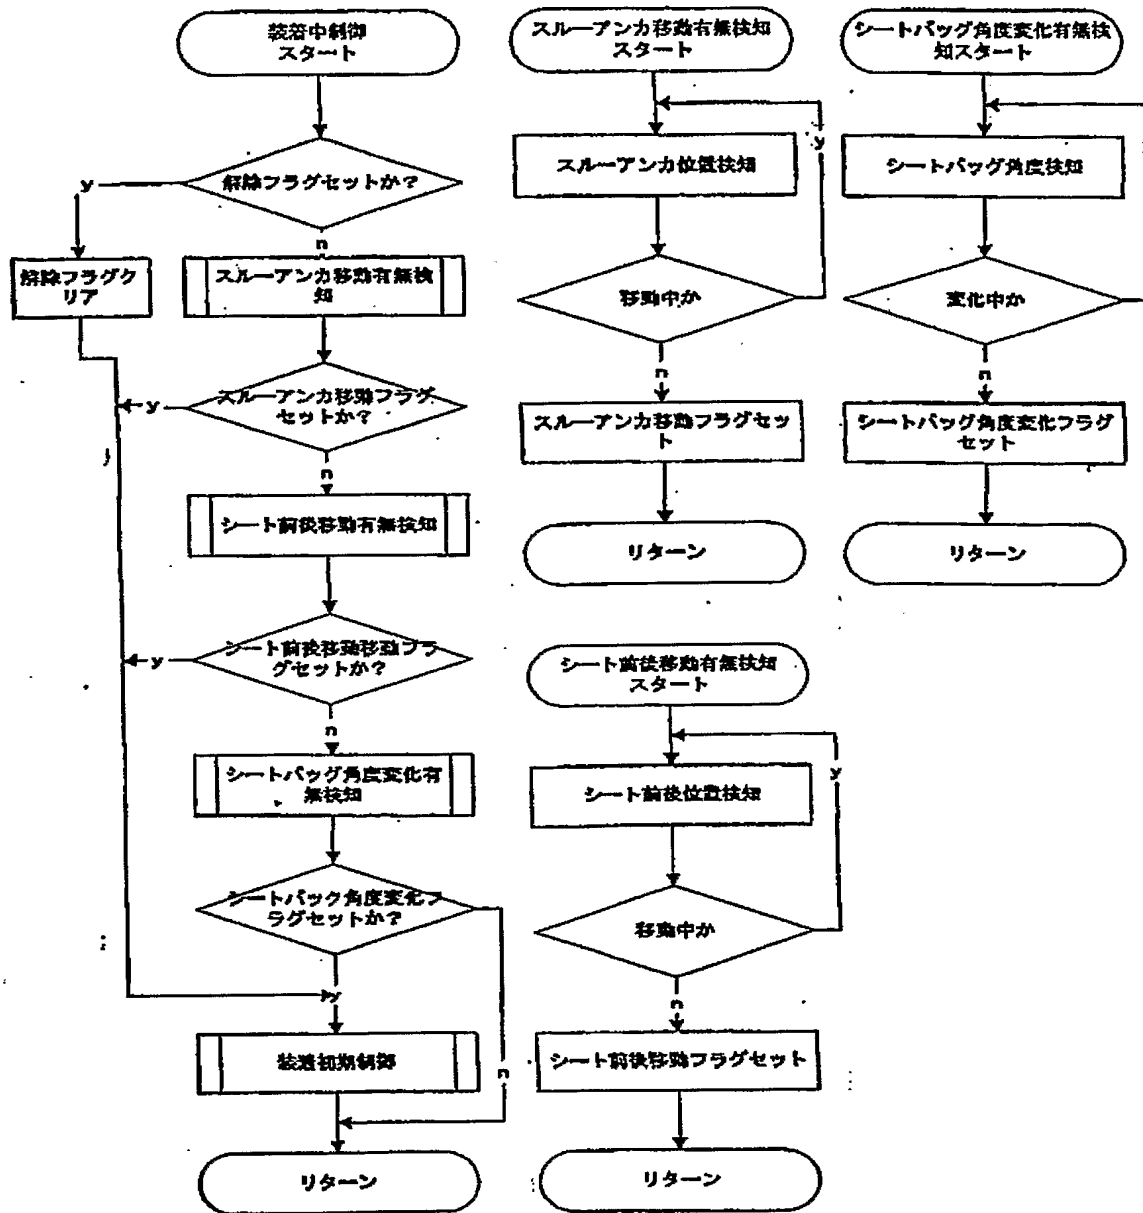 装着中制御
スタート
解除フラグセットか？
y
n
解除フラグク
リア
スルーアンカ移動有無検
知
スルーアンカ移動フラグ
セットか？
y
n
シート前後移動有無検知
シート前後移動移動フラ
グセットか？
y
n
シートバッグ角度変化有
無検知
シートバック角度変化フ
ラグセットか？
y
n
装着初期制御
リターン
スルーアンカ移動有無検知
スタート
スルーアンカ位置検知
移動中か
y
n
スルーアンカ移動フラグセッ
ト
リターン
シートバッグ角度変化有無検
知スタート
シートバッグ角度検知
変化中か
n
シートバッグ角度変化フラグ
セット
リターン
シート前後移動有無検知
スタート
シート前後位置検知
移動中か
y
n
シート前後移動フラグセット
リターン